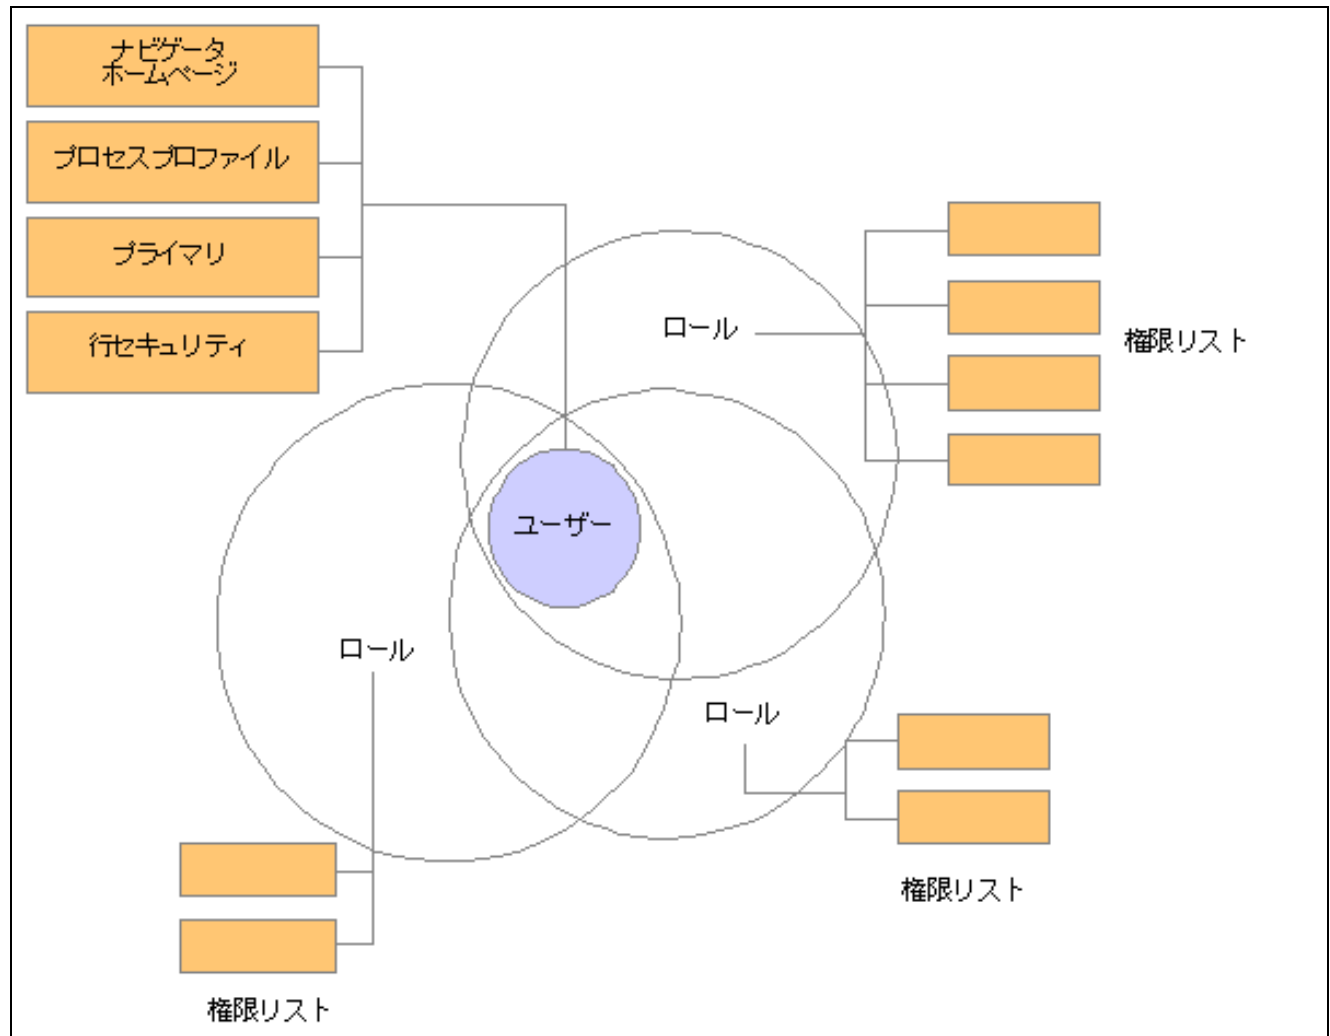 ナビゲータ
ホームページ
プロセスプロファイル
プライマリ
行セキュリティ
ロール
権限リスト
ユーザー
ロール
ロール
権限リスト
権限リスト